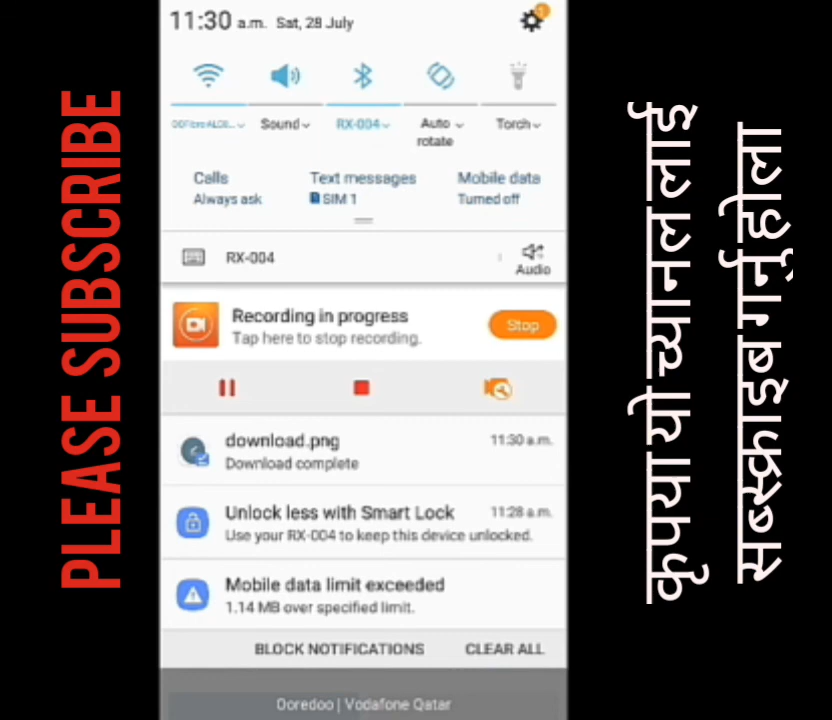 PLEASE SUBSCRIBE
11:30 a.m. Sat, 28 July
1
Sound
RX-004
Auto rotate
Torch
Calls
Always ask
Text messages
SIM 1
Mobile data
Turned off
RX-004
Audio
Recording in progress
Tap here to stop recording.
Stop
download.png
11:30 a.m.
Download complete
Unlock less with Smart Lock
11:28 a.m.
Use your RX-004 to keep this device unlocked.
Mobile data limit exceeded
1.14 MB over specified limit.
BLOCK NOTIFICATIONS
CLEAR ALL
Ooredoo | Vodafone Qatar
कृपया यो च्यानल लाई
सब्स्क्राइब गर्नु होला